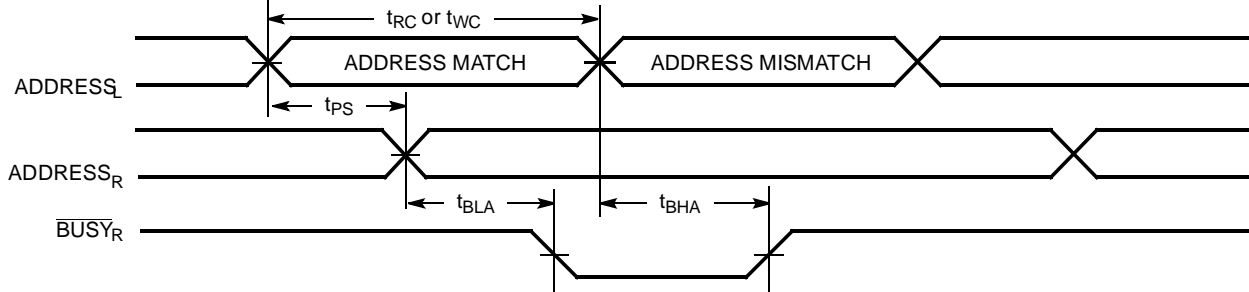 tRC or tWC
ADDRESSL
ADDRESS MATCH
ADDRESS MISMATCH
tPS
ADDRESSR
tBLA
tBHA
BUSYR